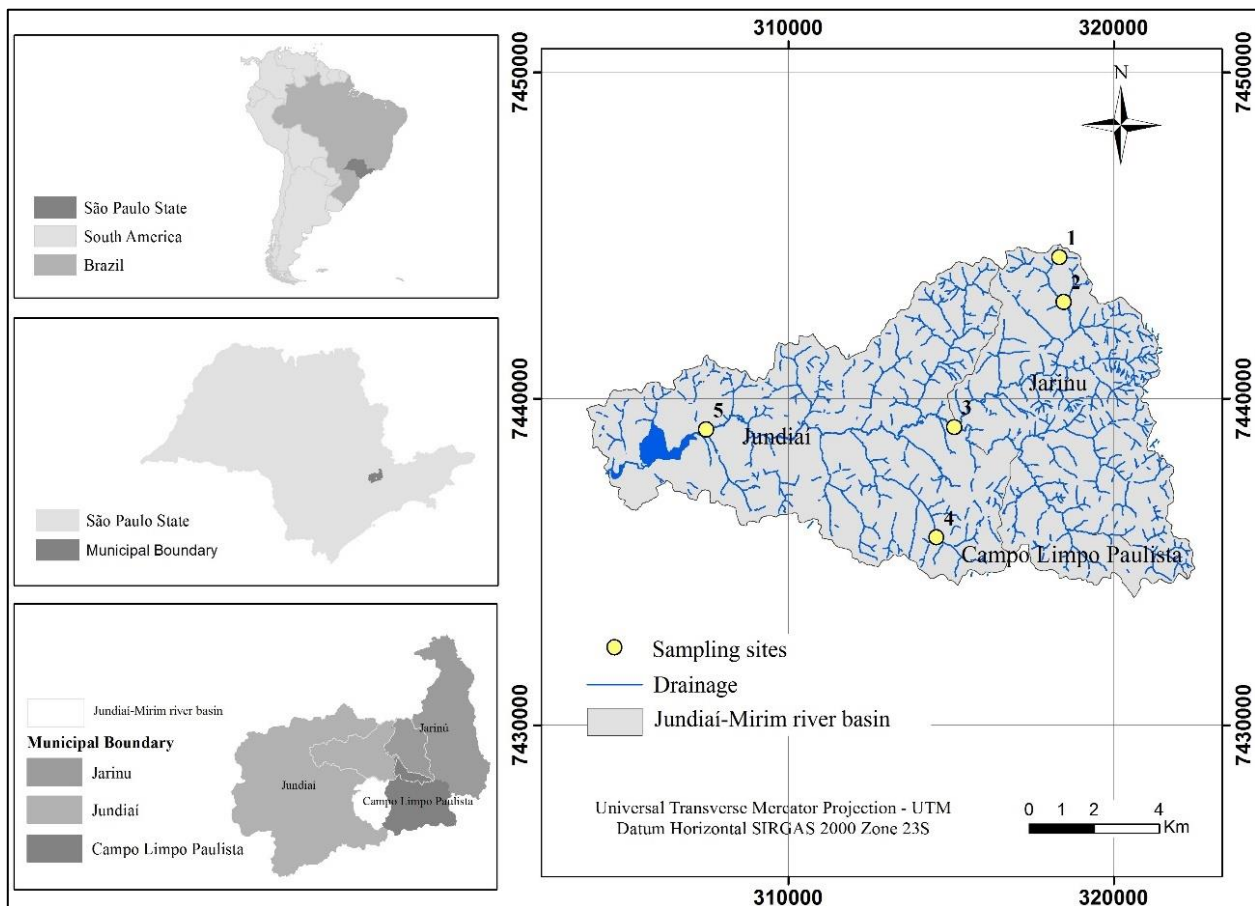 São Paulo State
South America
Brazil
São Paulo State
Municipal Boundary
Jundiaí-Mirim river basin
Municipal Boundary
Jarinu
Jundiaí
Campo Limpo Paulista
Jarinú
Jundiaí
Campo Limpo Paulista
310000
320000
7450000
7450000
N
1
2
Jarinu
7440000
7440000
3
5
Jundiaí
4
Campo Limpo Paulista
Sampling sites
Drainage
Jundiaí-Mirim river basin
7430000
7430000
Universal Transverse Mercator Projection - UTM
Datum Horizontal SIRGAS 2000 Zone 23S
0 1 2 4
Km
310000
320000